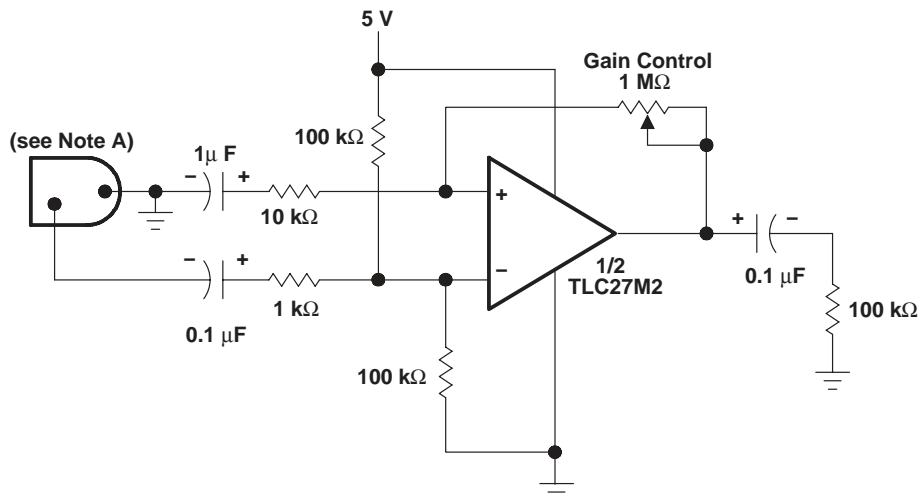 5 V
Gain Control
1 MΩ
100 kΩ
(see Note A)
1μ F
− +
10 kΩ
+
−
− +
1 kΩ
0.1 μF
1/2
TLC27M2
+ −
0.1 μF
100 kΩ
100 kΩ